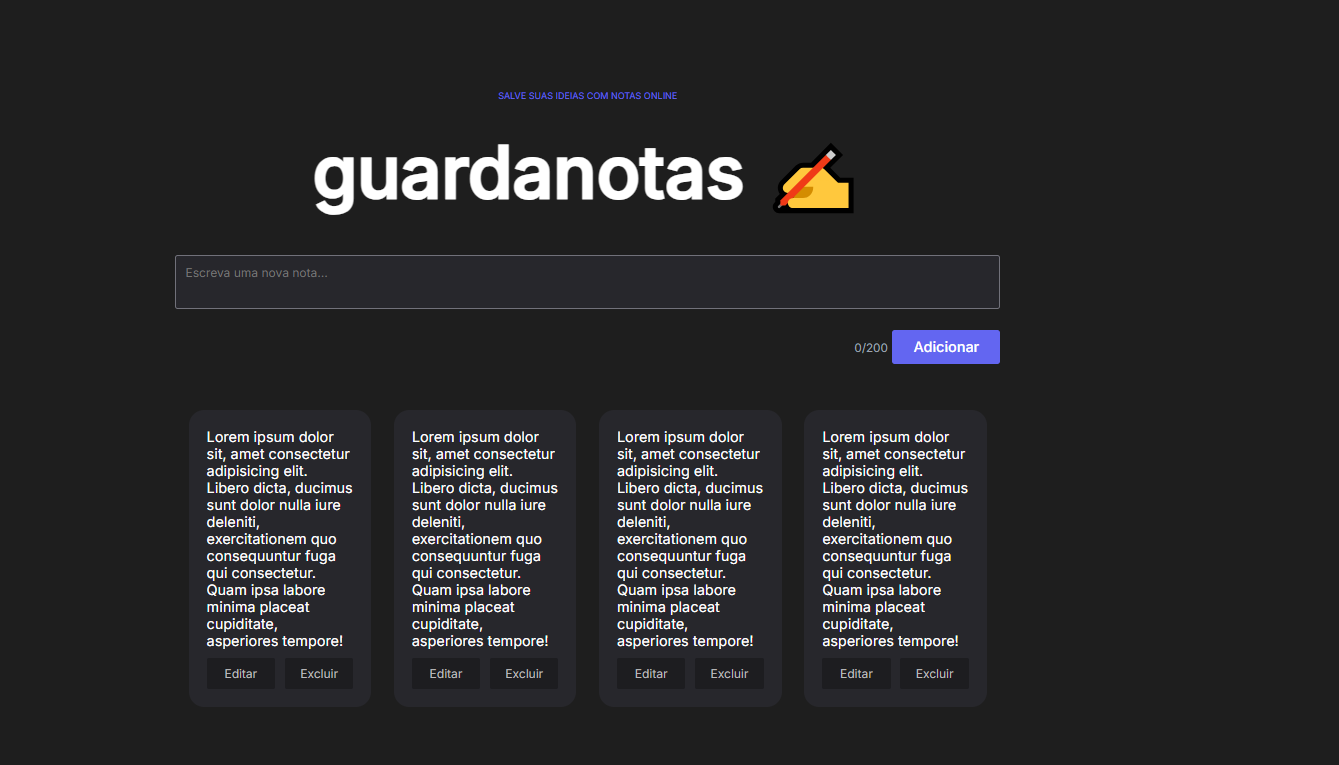 SALVE SUAS IDEIAS COM NOTAS ONLINE
guardanotas
Escreva uma nova nota...
0/200 Adicionar
Lorem ipsum dolor
sit, amet consectetur
adipisicing elit.
Libero dicta, ducimus
sunt dolor nulla iure
deleniti,
exercitationem quo
consequuntur fuga
qui consectetur.
Quam ipsa labore
minima placeat
cupiditate,
asperiores tempore!
Editar Excluir
Lorem ipsum dolor
sit, amet consectetur
adipisicing elit.
Libero dicta, ducimus
sunt dolor nulla iure
deleniti,
exercitationem quo
consequuntur fuga
qui consectetur.
Quam ipsa labore
minima placeat
cupiditate,
asperiores tempore!
Editar Excluir
Lorem ipsum dolor
sit, amet consectetur
adipisicing elit.
Libero dicta, ducimus
sunt dolor nulla iure
deleniti,
exercitationem quo
consequuntur fuga
qui consectetur.
Quam ipsa labore
minima placeat
cupiditate,
asperiores tempore!
Editar Excluir
Lorem ipsum dolor
sit, amet consectetur
adipisicing elit.
Libero dicta, ducimus
sunt dolor nulla iure
deleniti,
exercitationem quo
consequuntur fuga
qui consectetur.
Quam ipsa labore
minima placeat
cupiditate,
asperiores tempore!
Editar Excluir